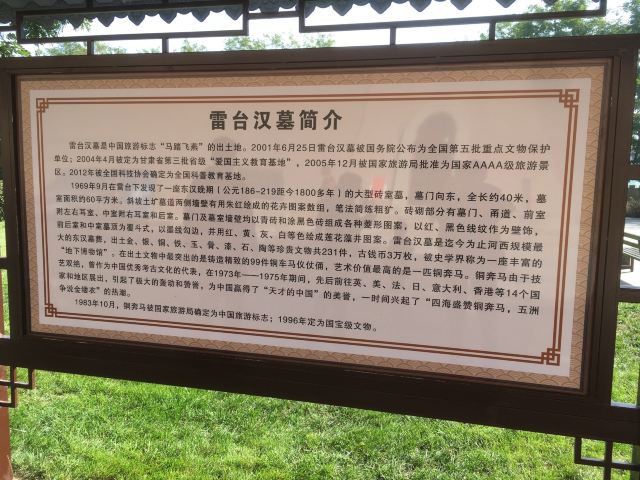 雷台汉墓简介
雷台汉墓是中国旅游标志“马踏飞燕”的出土地。2001年6月25日雷台汉墓被国务院公布为全国第五批重点文物保护
单位；2004年4月被定为甘肃省第三批省级“爱国主义教育基地”，2005年12月被国家旅游局批准为国家AAAA级旅游景
区。2012年被全国科技协会确定为全国科普教育基地。
1969年9月在雷台下发现了一座东汉晚期（公元186-219距今1800多年）的大型砖室墓，墓门向东，全长约40米，墓
室面积约60平方米。斜坡土圹墓道两侧墙壁有用朱红绘成的花卉图案数组，笔法简练粗犷。砖砌部分有墓门、甬道、前室
附左右耳室、中室附右耳室和后室。墓门及墓室墙壁均以青砖和涂黑色砖组成各种菱形图案，以红、黑色线纹作为壁饰，
前后室和中室墓顶为覆斗式，以墨线勾边，并用红、黄、灰、白等色绘成莲花藻井图案。雷台汉墓是迄今为止河西规模最
大的东汉墓葬，出土金、银、铜、铁、玉、骨、漆、石、陶等珍贵文物共231件，古钱币3万枚，被史学界称为一座丰富的
“地下博物馆”。在出土文物中最突出的是铸造精致的99件铜车马仪仗俑，艺术价值最高的是一匹铜奔马。铜奔马由于技
艺双绝，曾作为中国优秀考古文化的代表，在1973年——1975年期间，先后前往英、美、法、日、意大利、香港等14个国
家和地区展出，引起了极大的轰动和赞誉，为中国赢得了“天才的中国”的美誉，一时间兴起了“四海盛赞铜奔马，五洲
争说金缕衣”的热潮。
1983年10月，铜奔马被国家旅游局确定为中国旅游标志；1996年定为国宝级文物。